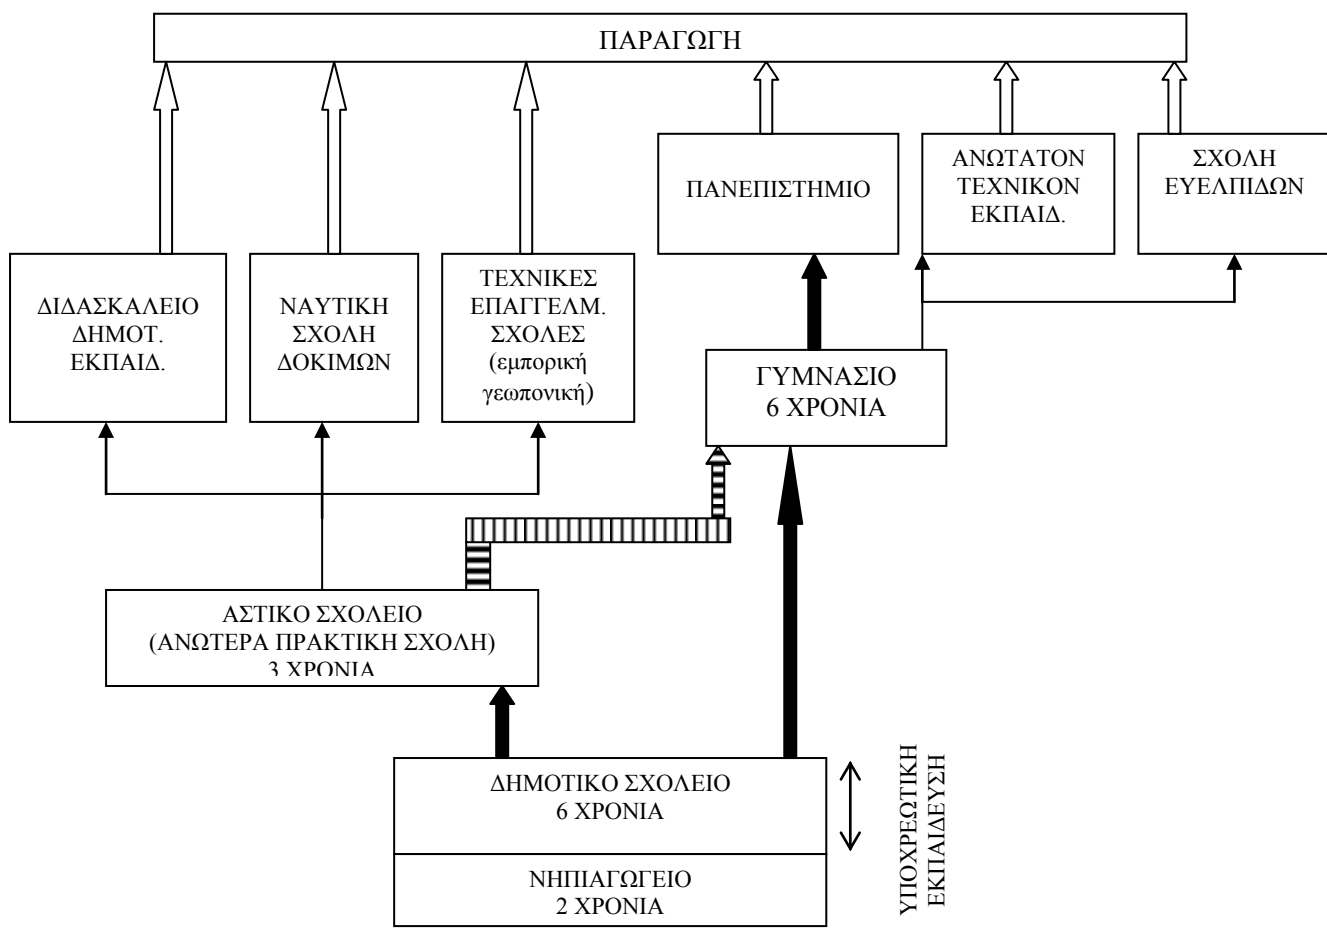 ΠΑΡΑΓΩΓΗ
ΠΑΝΕΠΙΣΤΗΜΙΟ
ΑΝΩΤΑΤΟΝ
ΤΕΧΝΙΚΟΝ
ΕΚΠΑΙΔ.
ΣΧΟΛΗ
ΕΥΕΛΠΙΔΩΝ
ΔΙΔΑΣΚΑΛΕΙΟ
ΔΗΜΟΤ.
ΕΚΠΑΙΔ.
ΝΑΥΤΙΚΗ
ΣΧΟΛΗ
ΔΟΚΙΜΩΝ
ΤΕΧΝΙΚΕΣ
ΕΠΑΓΓΕΛΜ.
ΣΧΟΛΕΣ
(εμπορική
γεωπονική)
ΓΥΜΝΑΣΙΟ
6 ΧΡΟΝΙΑ
ΑΣΤΙΚΟ ΣΧΟΛΕΙΟ
(ΑΝΩΤΕΡΑ ΠΡΑΚΤΙΚΗ ΣΧΟΛΗ)
3 ΧΡΟΝΙΑ
ΔΗΜΟΤΙΚΟ ΣΧΟΛΕΙΟ
6 ΧΡΟΝΙΑ
ΝΗΠΙΑΓΩΓΕΙΟ
2 ΧΡΟΝΙΑ
ΥΠΟΧΡΕΩΤΙΚΗ
ΕΚΠΑΙΔΕΥΣΗ